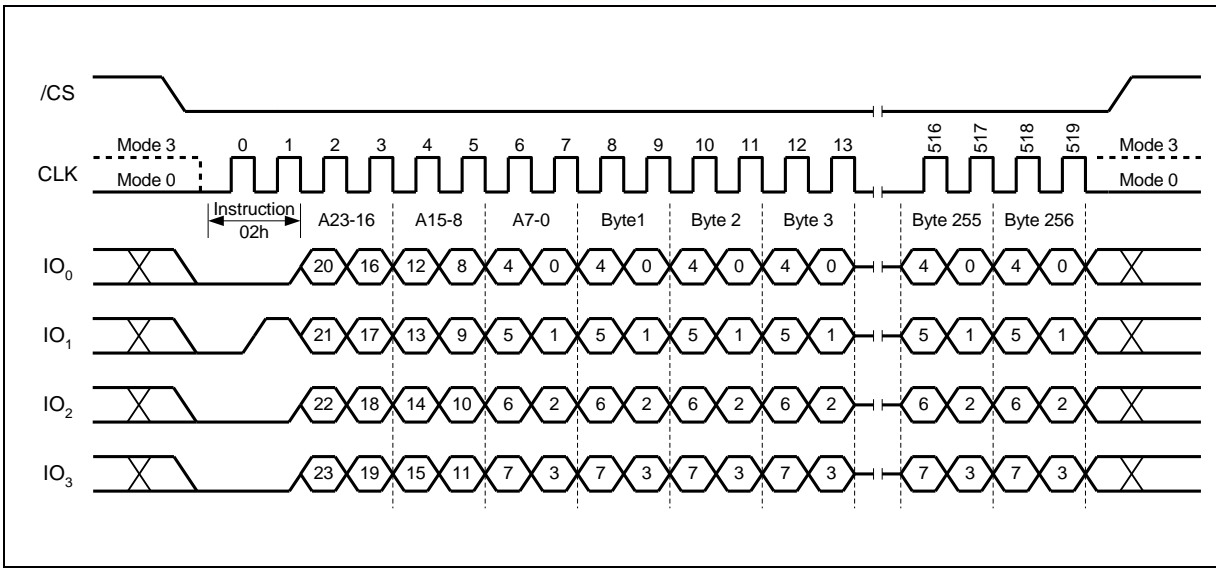 /CS
Mode 3 0 1 2 3 4 5 6 7 8 9 10 11 12 13 516 517 518 519 Mode 3
CLK
Mode 0 Mode 0
Instruction A23-16 A15-8 A7-0 Byte1 Byte 2 Byte 3 Byte 255 Byte 256
02h
IO0 20 16 12 8 4 0 4 0 4 0 4 0 4 0 4 0
IO1 21 17 13 9 5 1 5 1 5 1 5 1 5 1 5 1
IO2 22 18 14 10 6 2 6 2 6 2 6 2 6 2 6 2
IO3 23 19 15 11 7 3 7 3 7 3 7 3 7 3 7 3